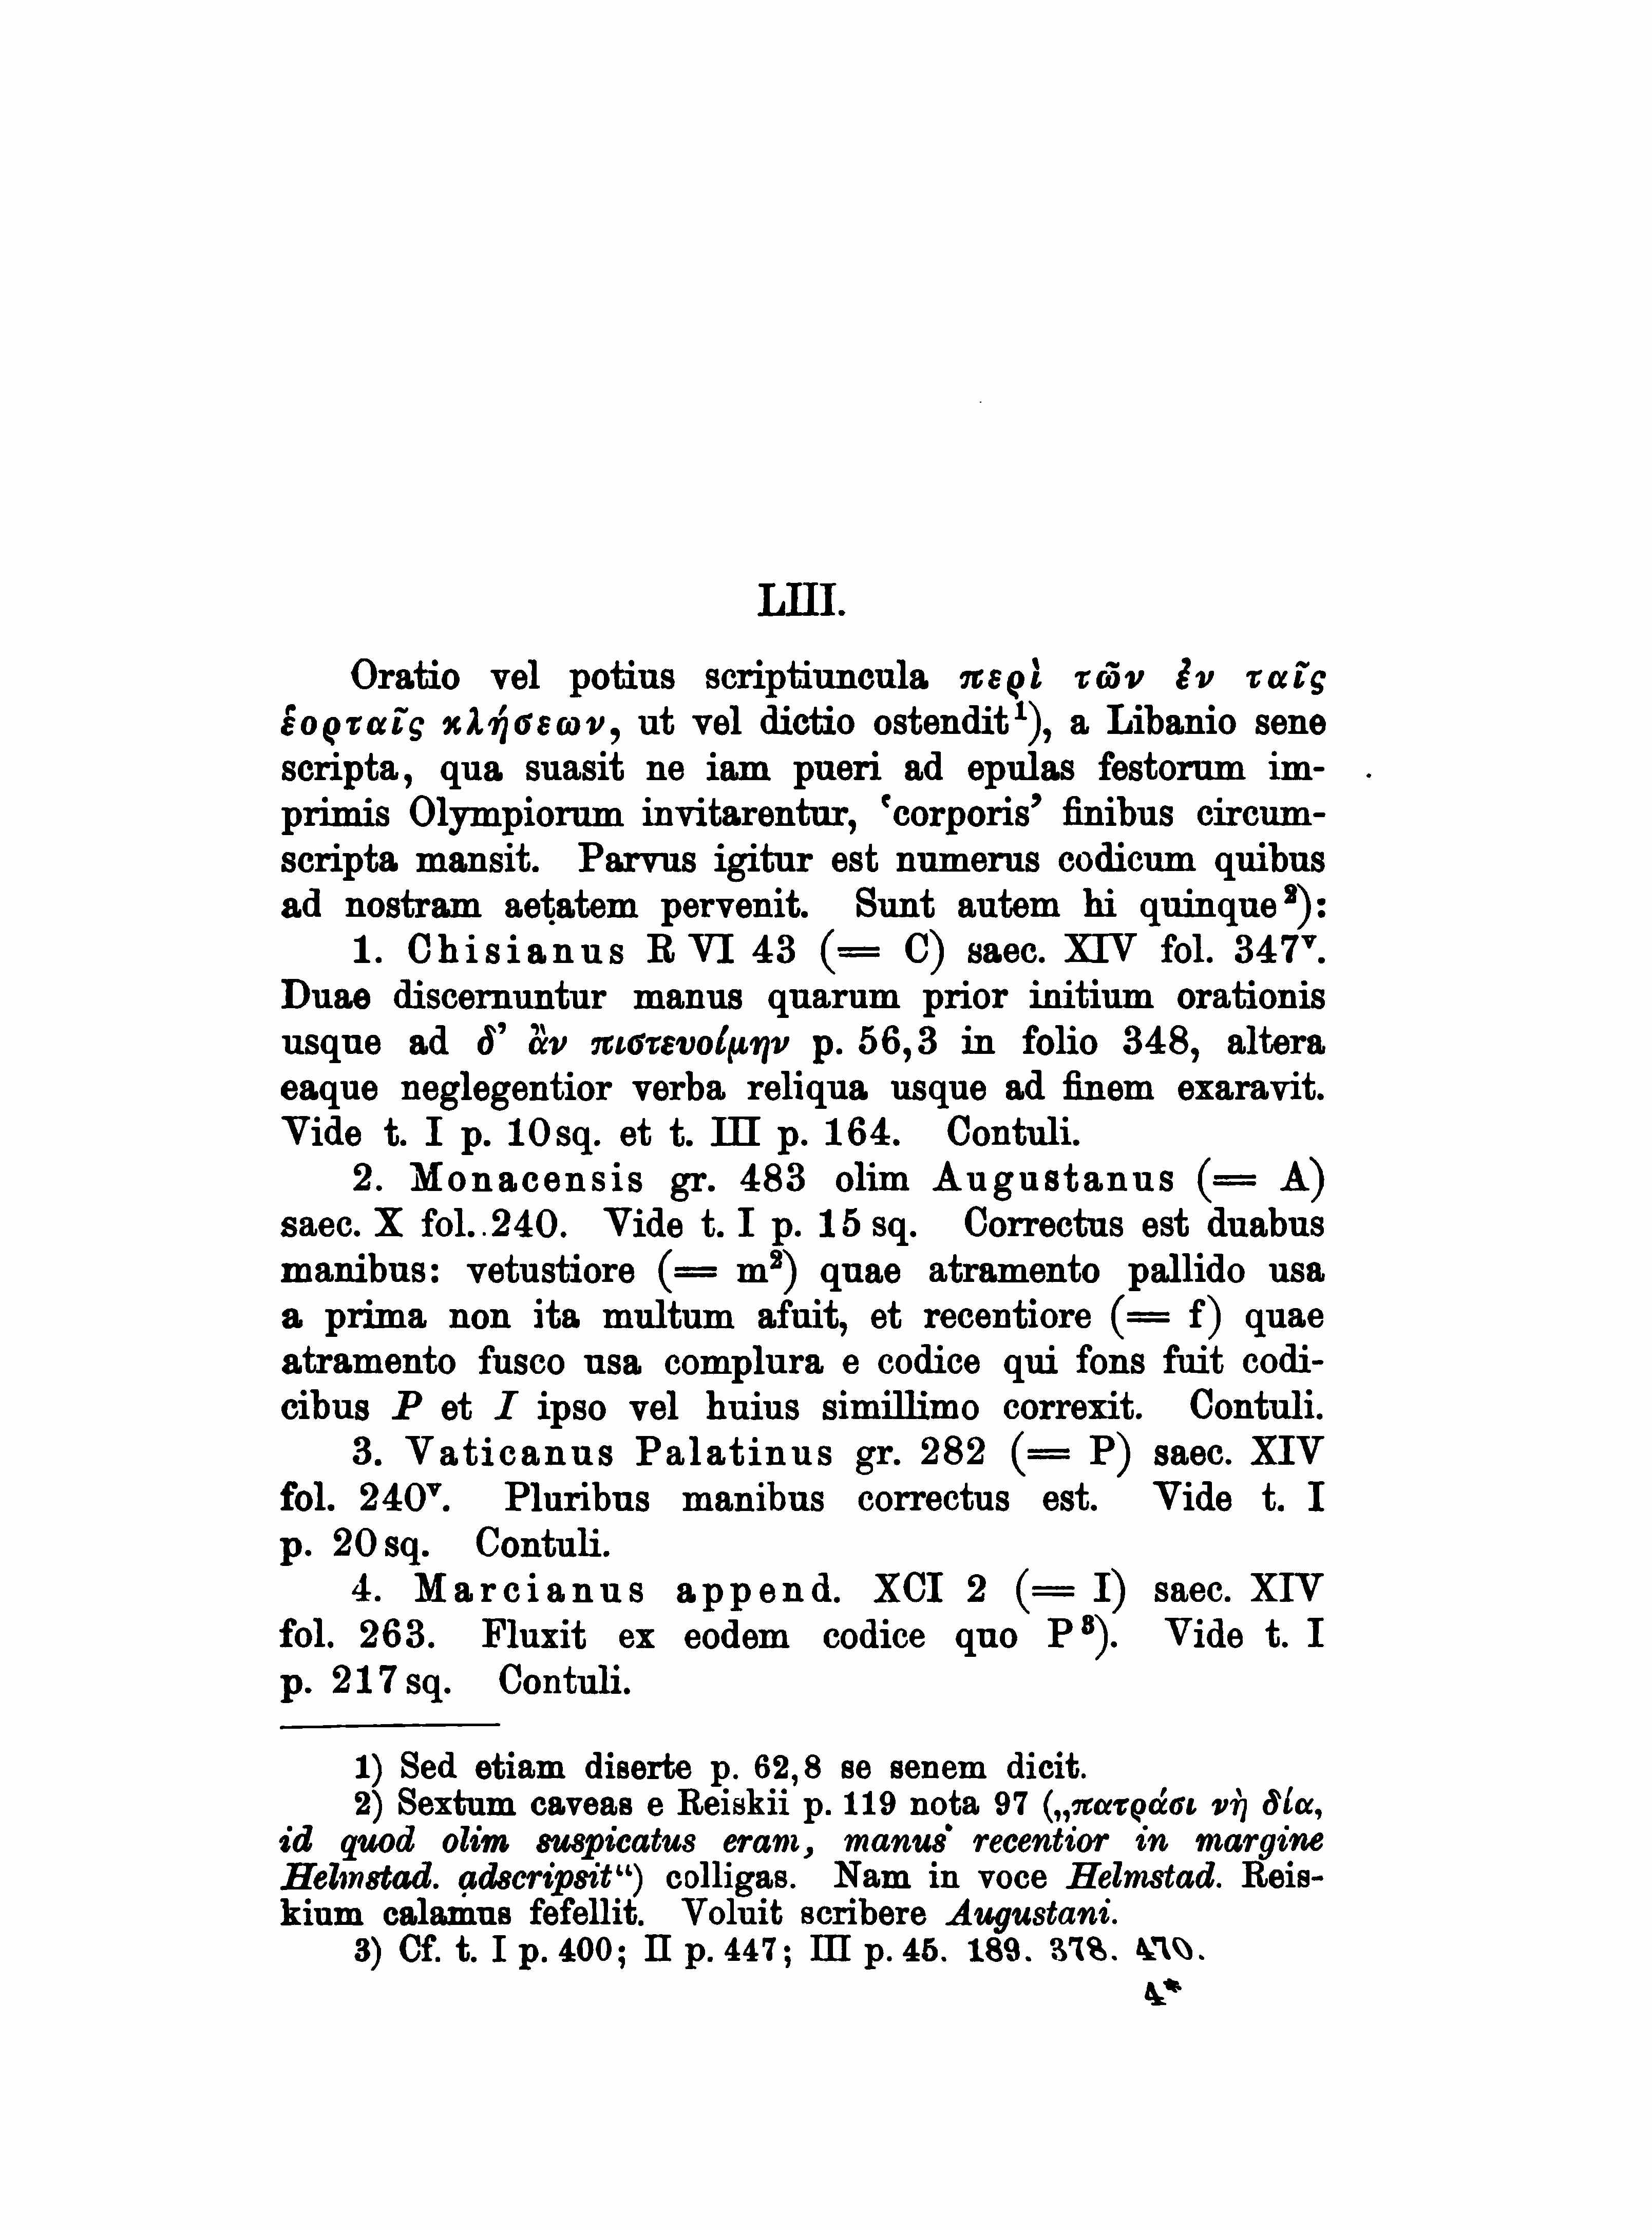 LIII.
Oratio vel potius scriptiuncula περὶ τῶν ἐν ταῖς
ἑορταῖς κλήσεων, ut vel dictio ostendit¹), a Libanio sene
scripta, qua suasit ne iam pueri ad epulas festorum im-
primis Olympiorum invitarentur, ‘corporis’ finibus circum-
scripta mansit. Parvus igitur est numerus codicum quibus
ad nostram aetatem pervenit. Sunt autem hi quinque²):
1. Chisianus R VI 43 (= C) saec. XIV fol. 347ᵛ.
Duae discernuntur manus quarum prior initium orationis
usque ad δ’ ἂν πιστευοίμην p. 56,3 in folio 348, altera
eaque neglegentior verba reliqua usque ad finem exaravit.
Vide t. I p. 10 sq. et t. III p. 164. Contuli.
2. Monacensis gr. 483 olim Augustanus (= A)
saec. X fol. 240. Vide t. I p. 15 sq. Correctus est duabus
manibus: vetustiore (= m²) quae atramento pallido usa
a prima non ita multum afuit, et recentiore (= f) quae
atramento fusco usa complura e codice qui fons fuit codi-
cibus P et I ipso vel huius simillimo correxit. Contuli.
3. Vaticanus Palatinus gr. 282 (= P) saec. XIV
fol. 240ᵛ. Pluribus manibus correctus est. Vide t. I
p. 20 sq. Contuli.
4. Marcianus append. XCI 2 (= I) saec. XIV
fol. 263. Fluxit ex eodem codice quo P³). Vide t. I
p. 217 sq. Contuli.
1) Sed etiam diserte p. 62,8 se senem dicit.
2) Sextum caveas e Reiskii p. 119 nota 97 („πατράσι νὴ δία,
id quod olim suspicatus eram, manus recentior in margine
Helmstad. adscripsit“) colligas. Nam in voce Helmstad. Reis-
kium calamus fefellit. Voluit scribere Augustani.
3) Cf. t. I p. 400; II p. 447; III p. 45. 189. 378. 470.
4*